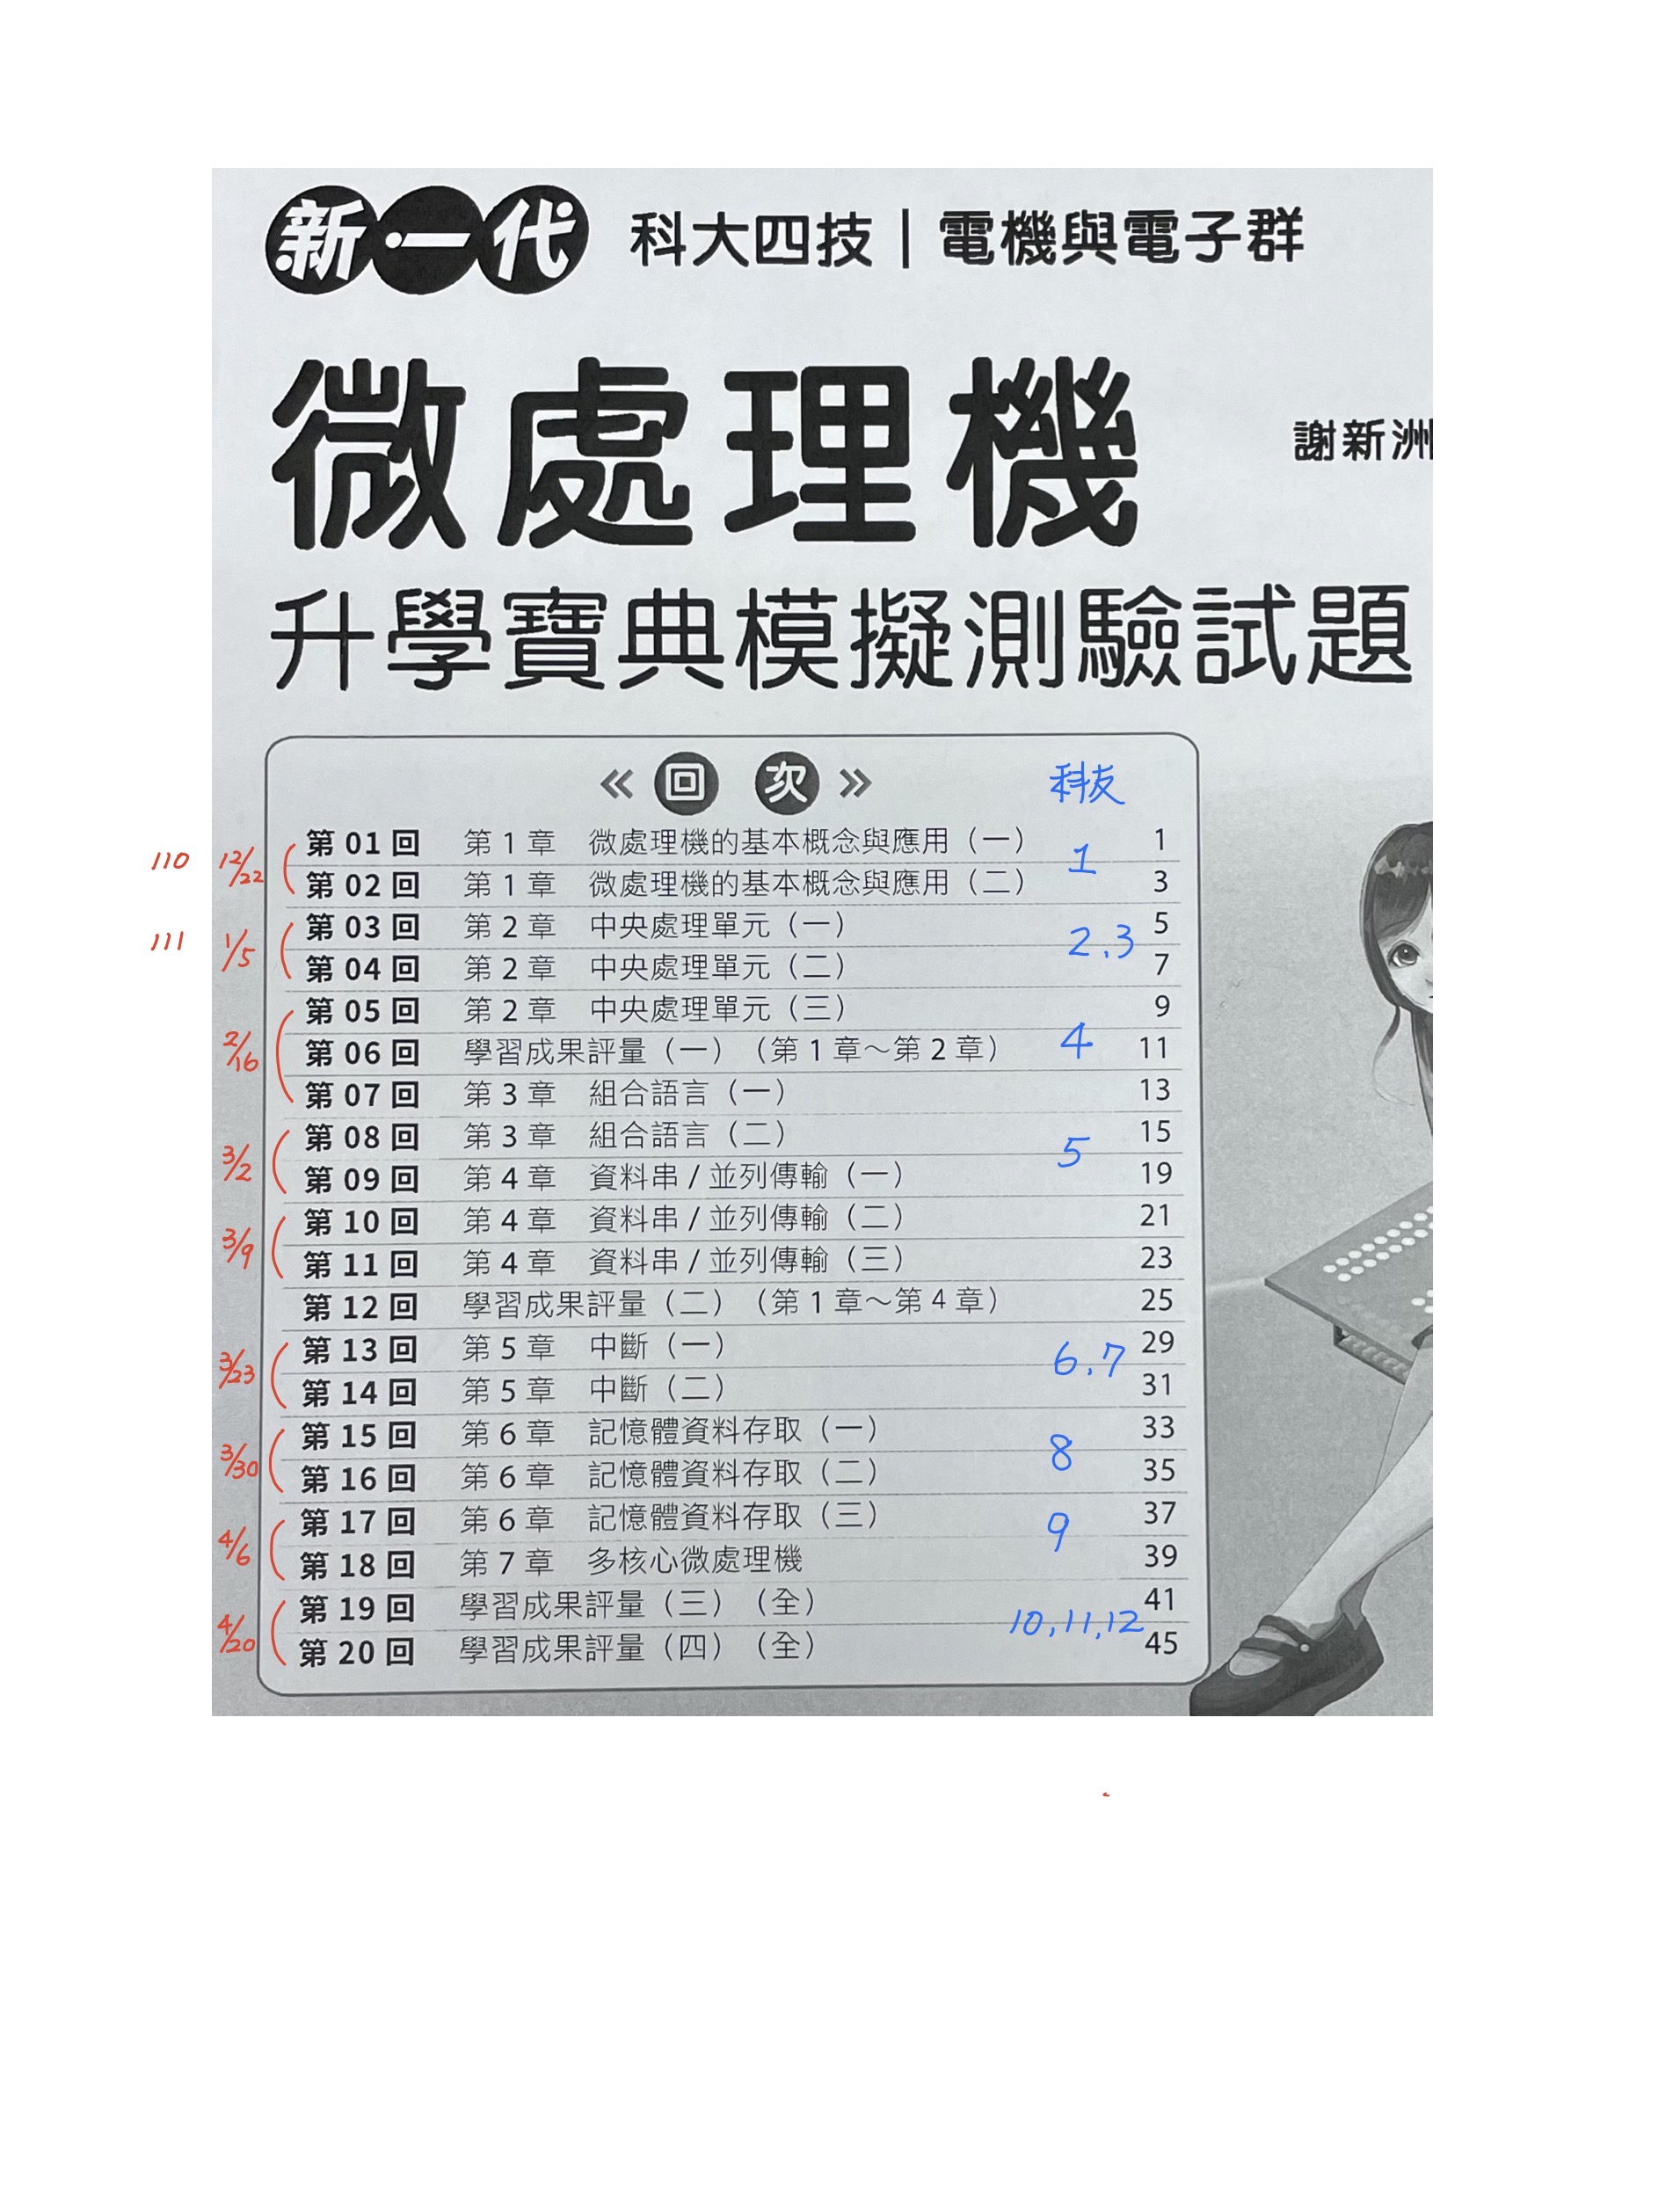 新一代 科大四技｜電機與電子群
微處理機
謝新洲
升學寶典模擬測驗試題
《 回 次 》 科友
110 12/22 第 01 回 第 1 章 微處理機的基本概念與應用（一） 1 1
第 02 回 第 1 章 微處理機的基本概念與應用（二） 3
111 1/5 第 03 回 第 2 章 中央處理單元（一） 2.3 5
第 04 回 第 2 章 中央處理單元（二） 7
第 05 回 第 2 章 中央處理單元（三） 9
2/16 第 06 回 學習成果評量（一）（第 1 章～第 2 章） 4 11
第 07 回 第 3 章 組合語言（一） 13
3/2 第 08 回 第 3 章 組合語言（二） 5 15
第 09 回 第 4 章 資料串 / 並列傳輸（一） 19
3/9 第 10 回 第 4 章 資料串 / 並列傳輸（二） 21
第 11 回 第 4 章 資料串 / 並列傳輸（三） 23
第 12 回 學習成果評量（二）（第 1 章～第 4 章） 25
3/23 第 13 回 第 5 章 中斷（一） 6.7 29
第 14 回 第 5 章 中斷（二） 31
3/30 第 15 回 第 6 章 記憶體資料存取（一） 8 33
第 16 回 第 6 章 記憶體資料存取（二） 35
4/6 第 17 回 第 6 章 記憶體資料存取（三） 9 37
第 18 回 第 7 章 多核心微處理機 39
4/20 第 19 回 學習成果評量（三）（全） 10,11,12 41
第 20 回 學習成果評量（四）（全） 45